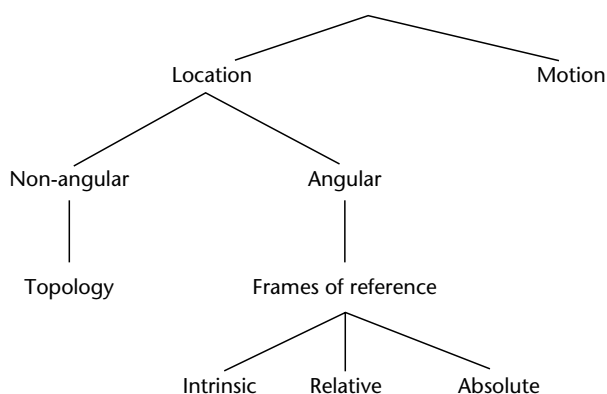 Location Motion
Non-angular Angular
Topology Frames of reference
Intrinsic Relative Absolute